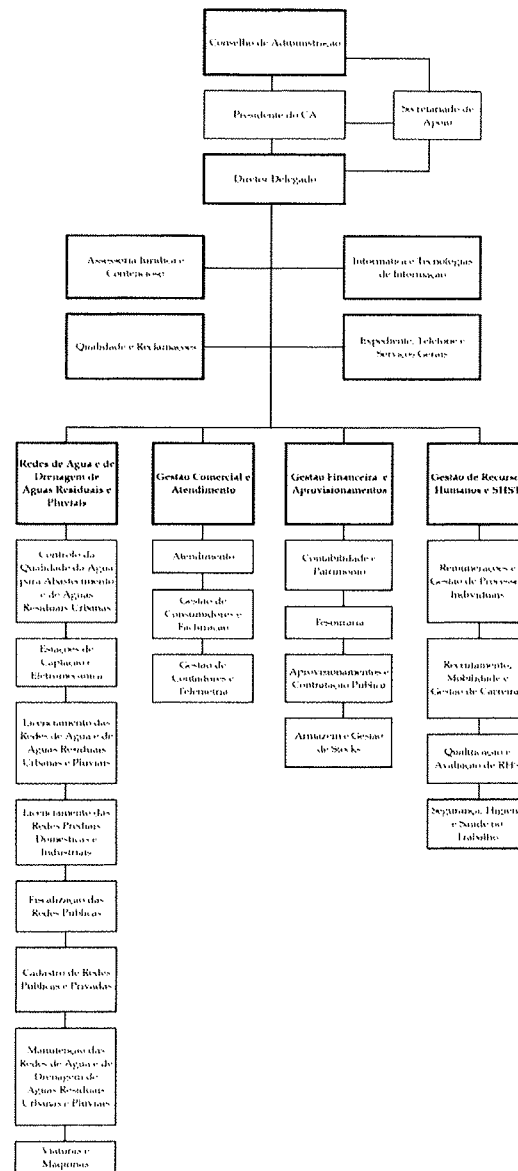 Conselho de Administração
Presidente do CA
Secretariado de
Apoio
Diretor Delegado
Assessoria Jurídica e
Contencioso
Informática e Tecnologias
de Informação
Qualidade e Reclamações
Expediente, Telefone e
Serviços Gerais
Redes de Água e de
Drenagem de
Águas Residuais e
Pluviais
Controlo da
Qualidade da Água
para Abastecimento
e de Águas
Residuais Urbanas
Estações de
Captação e
Eletromecânica
Licenciamento das
Redes de Água e de
Águas Residuais
Urbanas e Pluviais
Licenciamento das
Redes Prediais
Domésticas e
Industriais
Fiscalização das
Redes Públicas
Cadastro de Redes
Públicas e Privadas
Manutenção das
Redes de Água e de
Drenagem de
Águas Residuais
Urbanas e Pluviais
Viaturas e
Máquinas
Gestão Comercial e
Atendimento
Atendimento
Gestão de
Consumidores e
Facturação
Gestão de
Contadores e
Telemetria
Gestão Financeira e
Aprovisionamentos
Contabilidade e
Património
Tesouraria
Aprovisionamentos e
Contratação Pública
Armazém e Gestão
de Stocks
Gestão de Recursos
Humanos e SHST
Remunerações e
Gestão de Processos
Individuais
Recrutamento,
Mobilidade e
Gestão de Carreiras
Qualificação e
Avaliação de RH's
Segurança, Higiene
e Saúde no
Trabalho